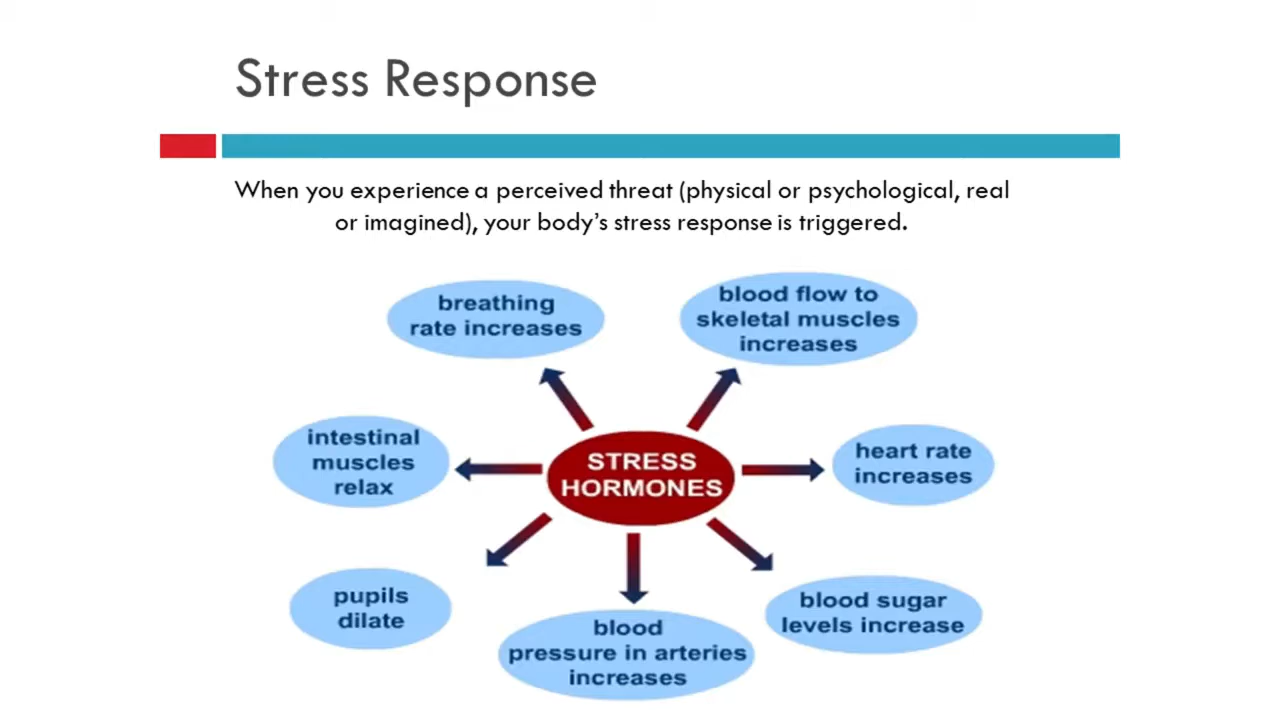 Stress Response
When you experience a perceived threat (physical or psychological, real
or imagined), your body's stress response is triggered.
breathing
rate increases
blood flow to
skeletal muscles
increases
intestinal
muscles
relax
STRESS
HORMONES
heart rate
increases
pupils
dilate
blood
pressure in arteries
increases
blood sugar
levels increase